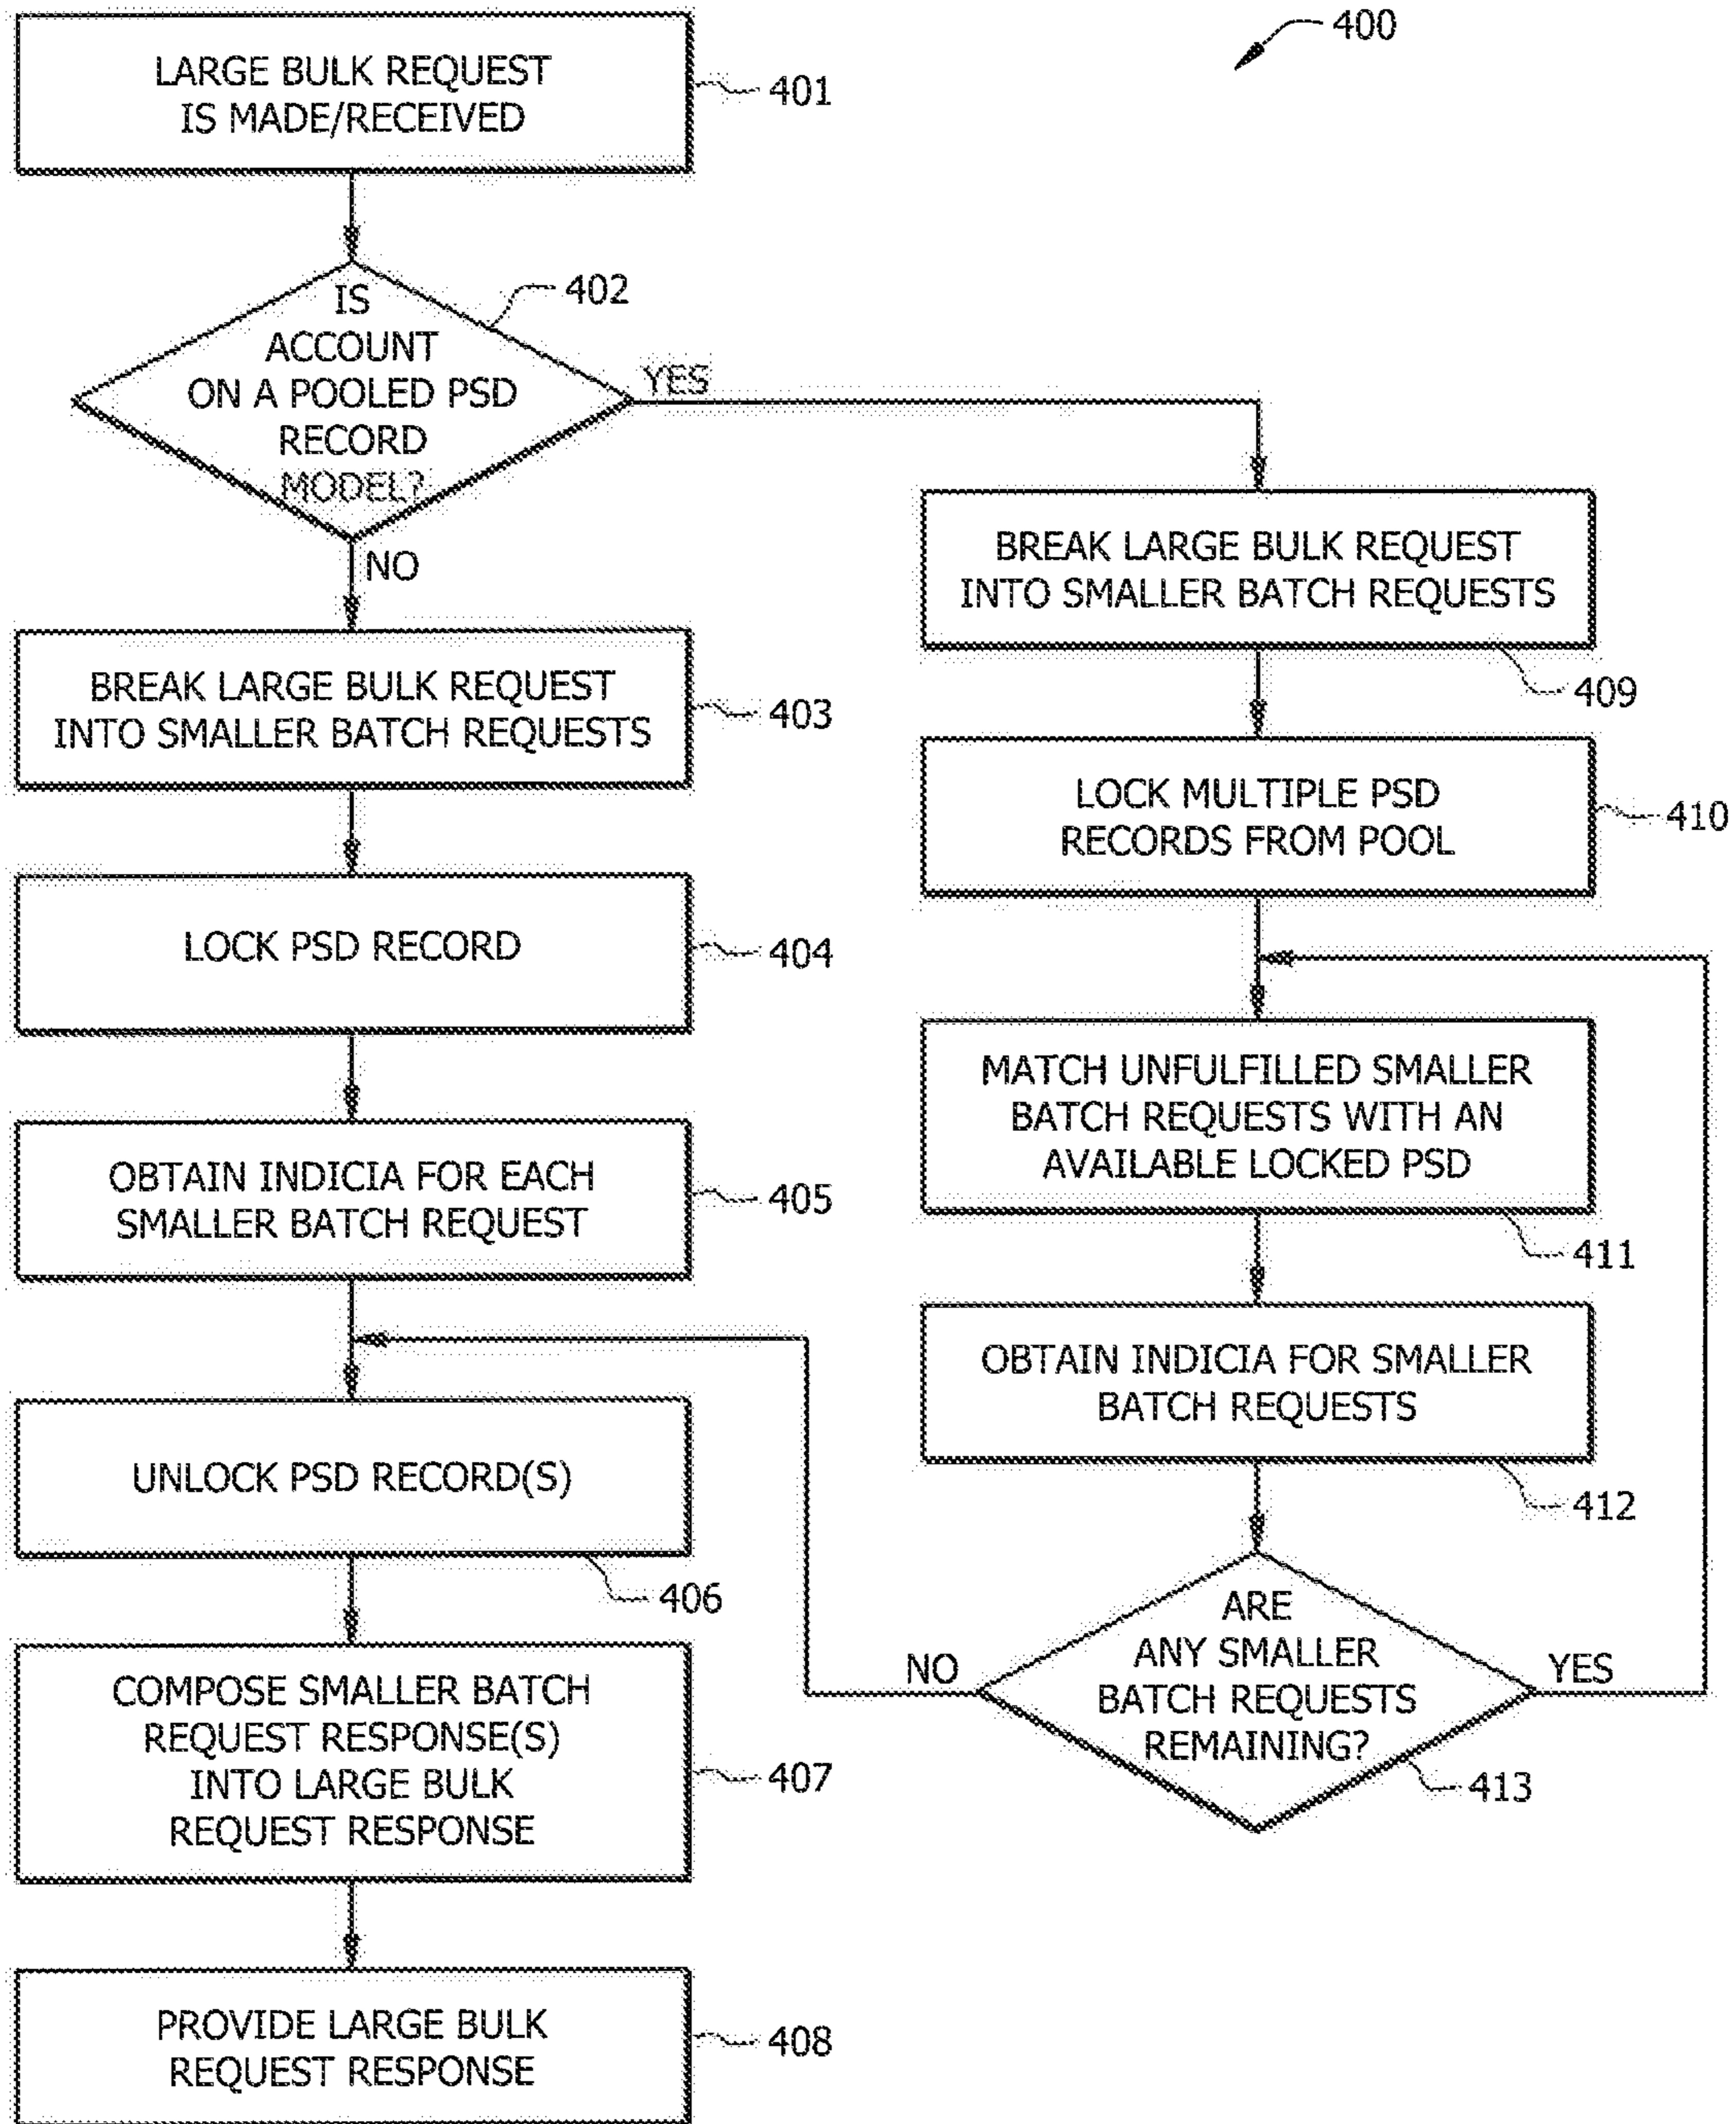 400
LARGE BULK REQUEST
IS MADE/RECEIVED
401
IS
ACCOUNT
ON A POOLED PSD
RECORD
MODEL?
402
YES
NO
BREAK LARGE BULK REQUEST
INTO SMALLER BATCH REQUESTS
403
LOCK PSD RECORD
404
OBTAIN INDICIA FOR EACH
SMALLER BATCH REQUEST
405
UNLOCK PSD RECORD(S)
406
COMPOSE SMALLER BATCH
REQUEST RESPONSE(S)
INTO LARGE BULK
REQUEST RESPONSE
407
PROVIDE LARGE BULK
REQUEST RESPONSE
408
BREAK LARGE BULK REQUEST
INTO SMALLER BATCH REQUESTS
409
LOCK MULTIPLE PSD
RECORDS FROM POOL
410
MATCH UNFULFILLED SMALLER
BATCH REQUESTS WITH AN
AVAILABLE LOCKED PSD
411
OBTAIN INDICIA FOR SMALLER
BATCH REQUESTS
412
ARE
ANY SMALLER
BATCH REQUESTS
REMAINING?
413
NO
YES